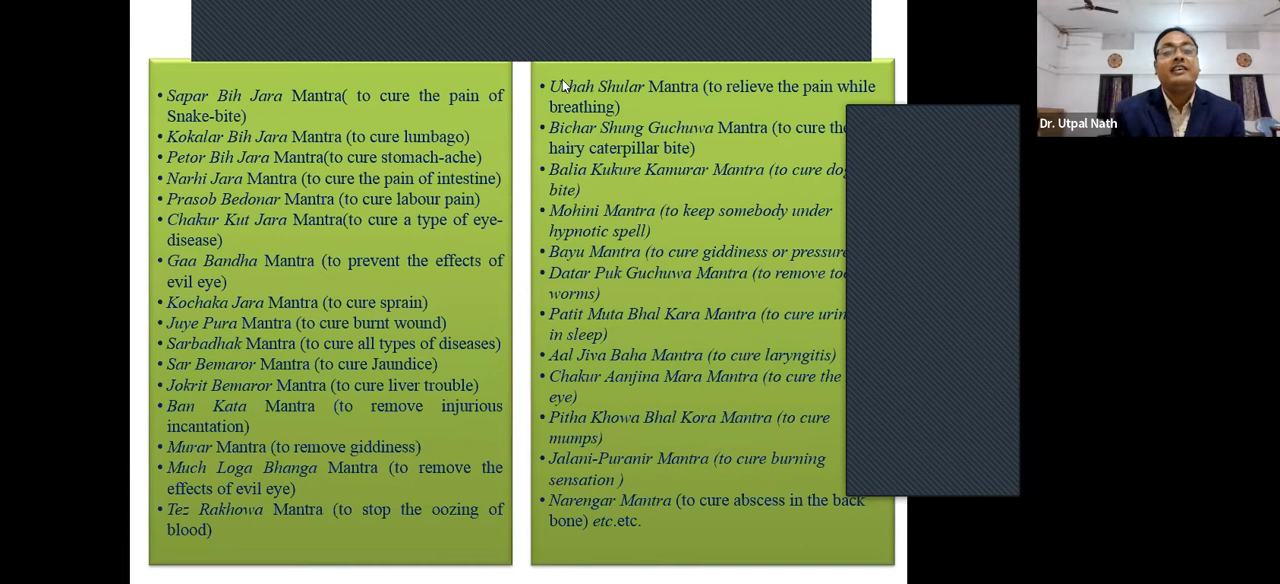 • Sapar Bih Jara Mantra( to cure the pain of
Snake-bite)
• Kokalar Bih Jara Mantra (to cure lumbago)
• Petor Bih Jara Mantra(to cure stomach-ache)
• Narhi Jara Mantra (to cure the pain of intestine)
• Prasob Bedonar Mantra (to cure labour pain)
• Chakur Kut Jara Mantra(to cure a type of eye-
disease)
• Gaa Bandha Mantra (to prevent the effects of
evil eye)
• Kochaka Jara Mantra (to cure sprain)
• Juye Pura Mantra (to cure burnt wound)
• Sarbadhak Mantra (to cure all types of diseases)
• Sar Bemaror Mantra (to cure Jaundice)
• Jokrit Bemaror Mantra (to cure liver trouble)
• Ban Kata Mantra (to remove injurious
incantation)
• Murar Mantra (to remove giddiness)
• Much Loga Bhanga Mantra (to remove the
effects of evil eye)
• Tez Rakhowa Mantra (to stop the oozing of
blood)
• Shular Mantra (to relieve the pain while
breathing)
• Bichar Shung Guchuwa Mantra (to cure the
hairy caterpillar bite)
• Balia Kukure Kamurar Mantra (to cure
bite)
• Mohini Mantra (to keep somebody under
hypnotic spell)
• Bayu Mantra (to cure giddiness or pressure
• Datar Puk Guchuwa Mantra (to remove
worms)
• Patit Muta Bhal Kara Mantra (to cure
in sleep)
• Aal Jiva Baha Mantra (to cure laryngitis)
• Chakur Aanjina Mara Mantra (to cure the
eye)
• Pitha Khowa Bhal Kora Mantra (to cure
mumps)
• Jalani-Puranir Mantra (to cure burning
sensation )
• Narengar Mantra (to cure abscess in the back
bone) etc.etc.
Dr. Utpal Nath